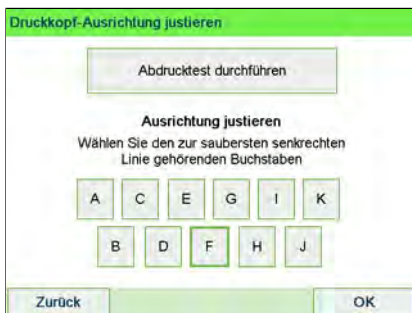 Druckkopf-Ausrichtung justieren
Abdrucktest durchführen
Ausrichtung justieren
Wählen Sie den zur saubersten senkrechten
Linie gehörenden Buchstaben
A C E G I K
B D F H J
Zurück OK